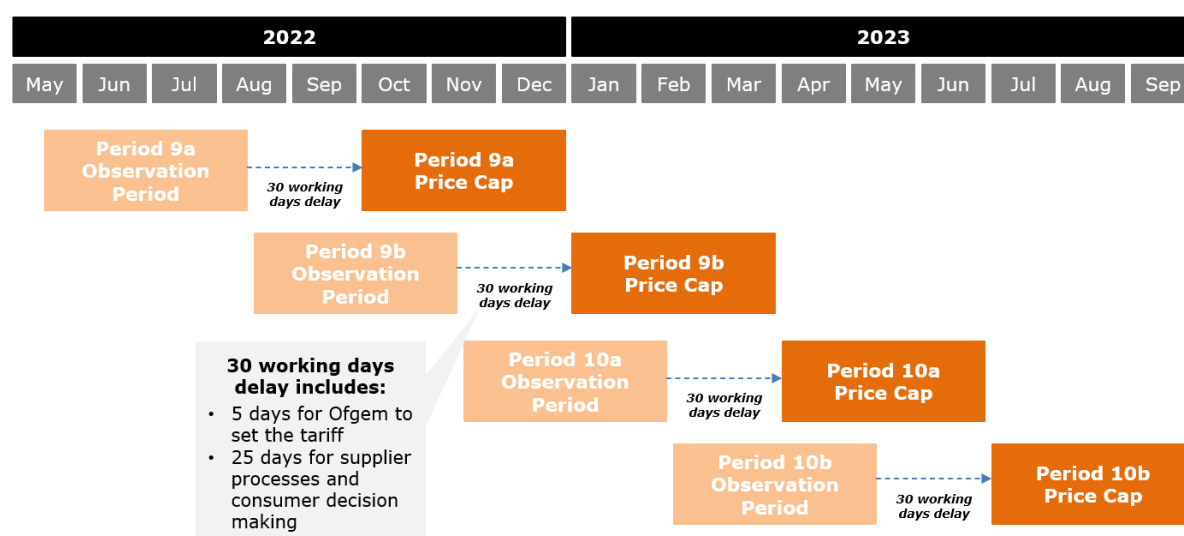 2022
2023
May Jun Jul Aug Sep Oct Nov Dec Jan Feb Mar Apr May Jun Jul Aug Sep
Period 9a
Observation
Period
30 working
days delay
Period 9a
Price Cap
Period 9b
Observation
Period
30 working
days delay
Period 9b
Price Cap
30 working days
delay includes:
• 5 days for Ofgem to
set the tariff
• 25 days for supplier
processes and
consumer decision
making
Period 10a
Observation
Period
30 working
days delay
Period 10a
Price Cap
Period 10b
Observation
Period
30 working
days delay
Period 10b
Price Cap